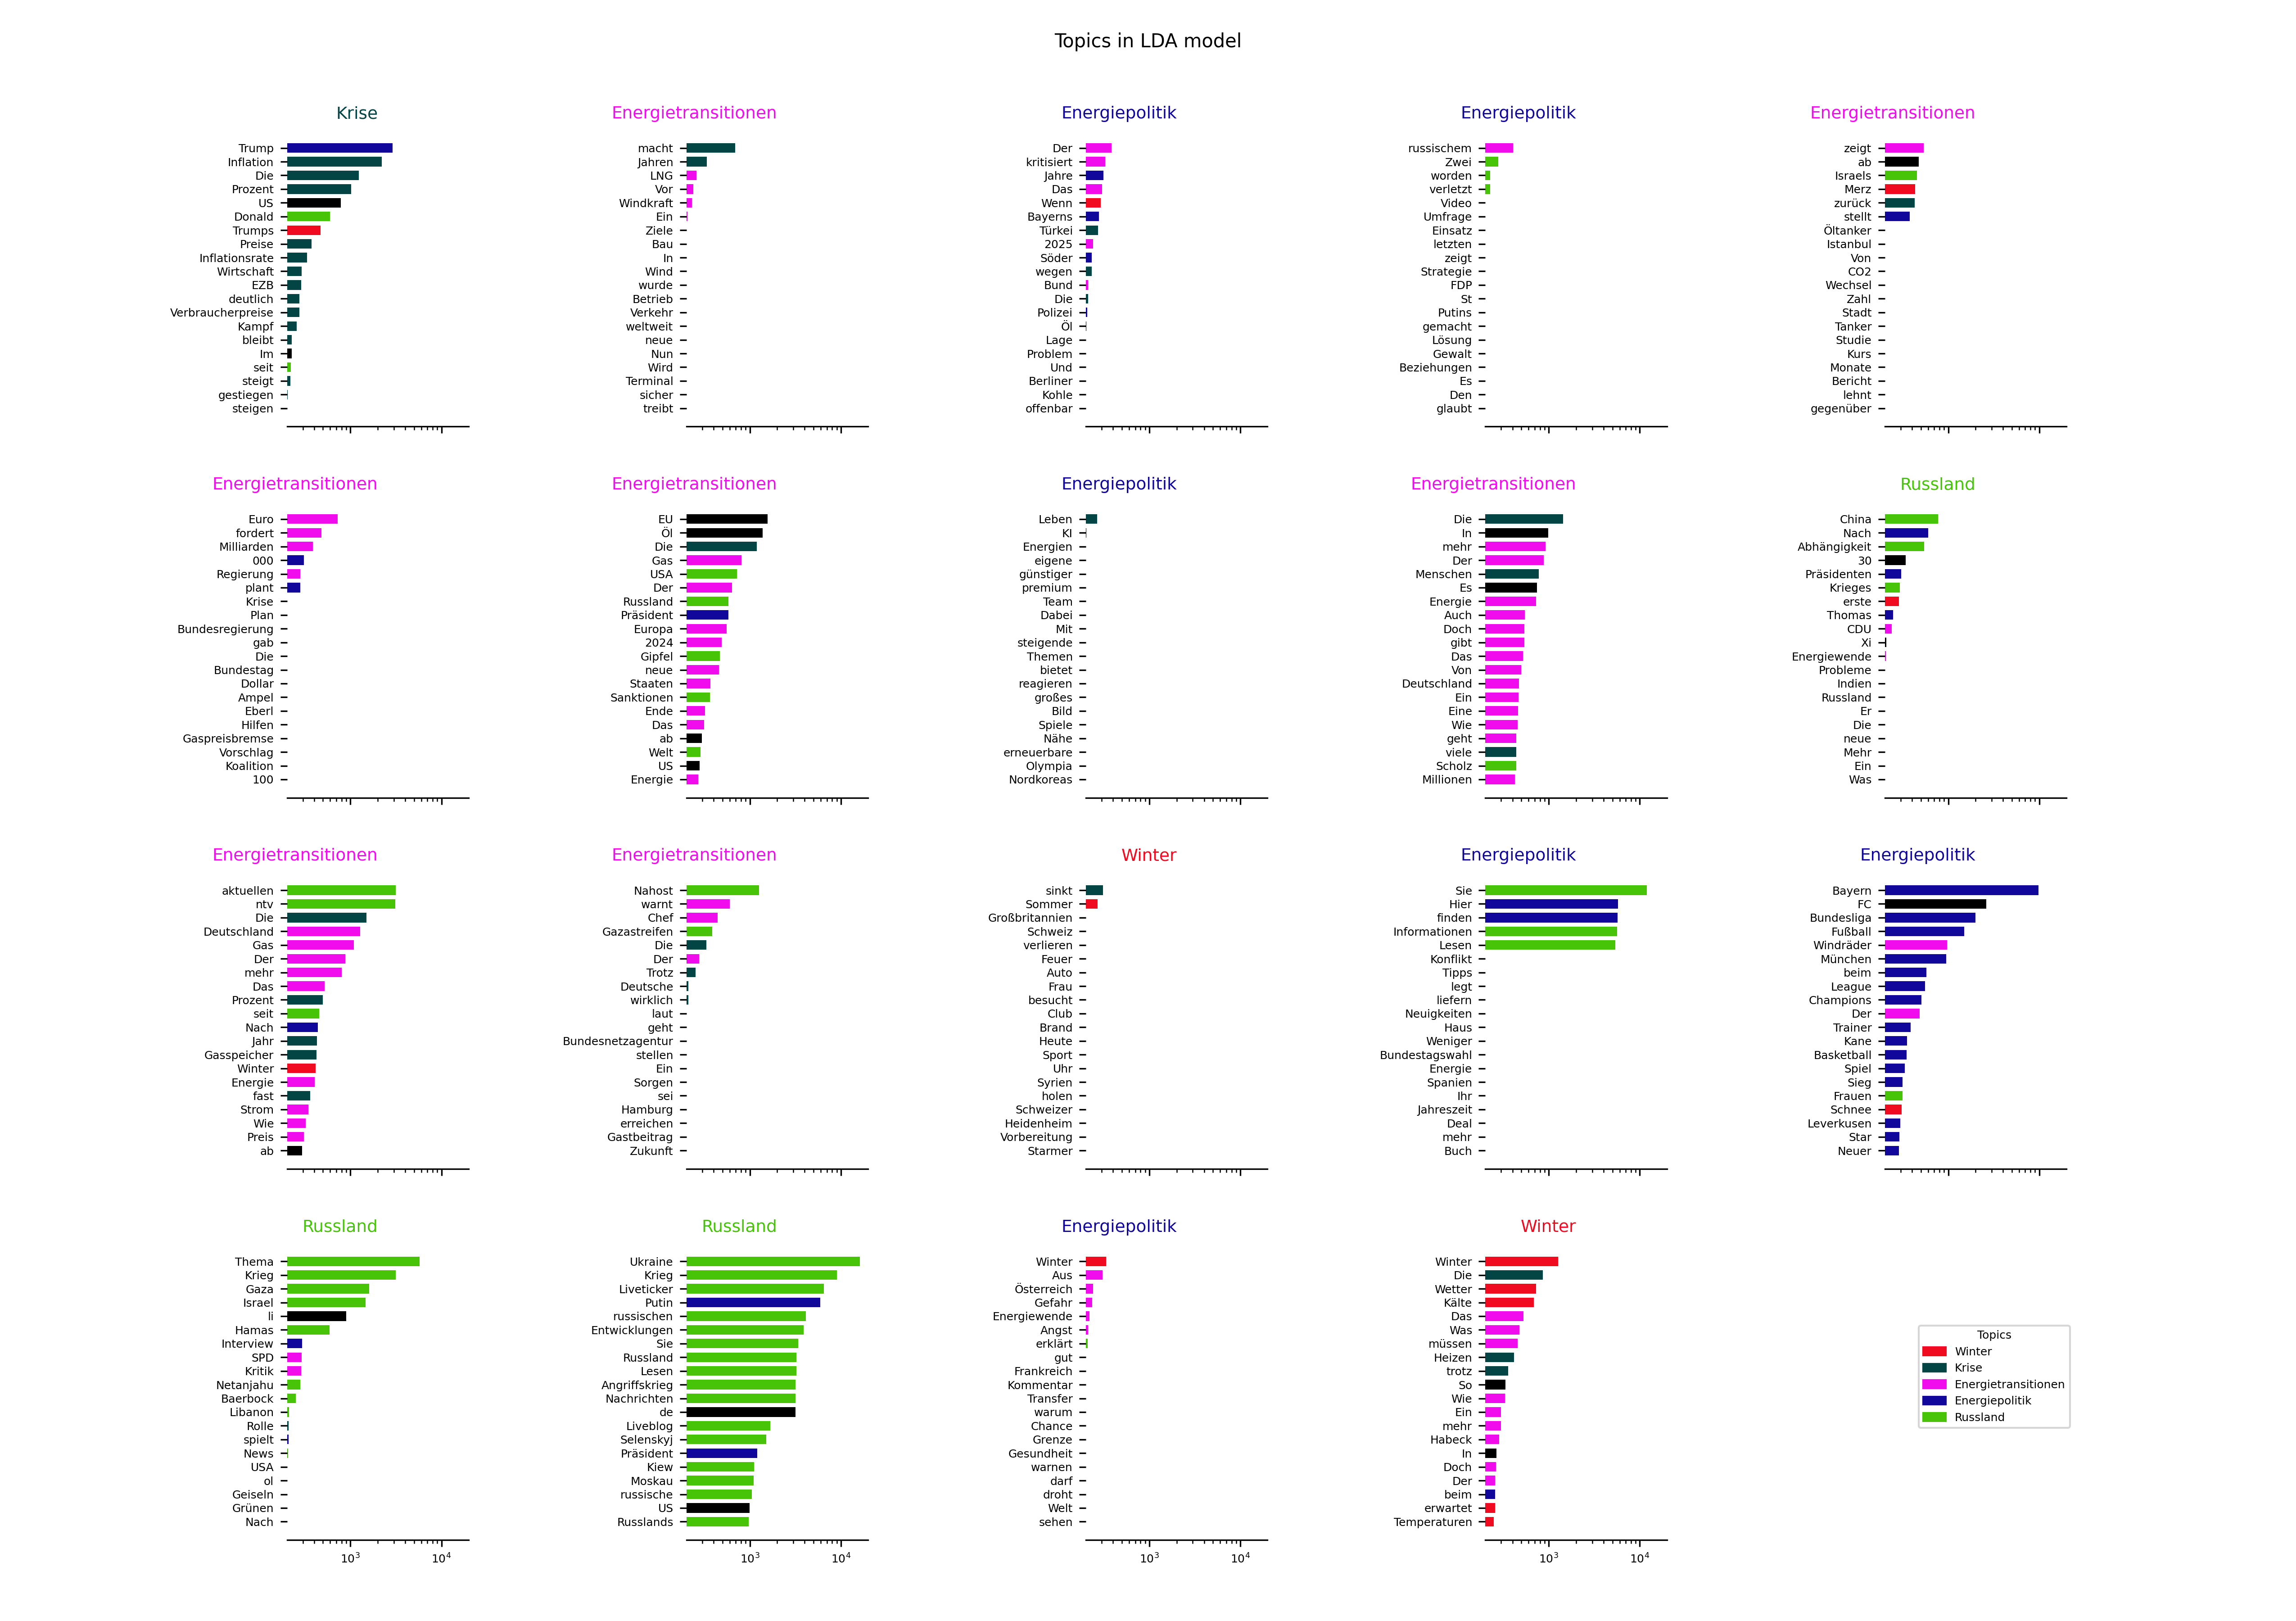 Topics in LDA model
Krise
Trump
Inflation
Die
Prozent
US
Donald
Trumps
Preise
Inflationsrate
Wirtschaft
EZB
deutlich
Verbraucherpreise
Kampf
bleibt
Im
seit
steigt
gestiegen
steigen
Energietransitionen
macht
Jahren
LNG
Vor
Windkraft
Ein
Ziele
Bau
In
Wind
wurde
Betrieb
Verkehr
weltweit
neue
Nun
Wird
Terminal
sicher
treibt
Energiepolitik
Der
kritisiert
Jahre
Das
Wenn
Bayerns
Türkei
2025
Söder
wegen
Bund
Die
Polizei
Öl
Lage
Problem
Und
Berliner
Kohle
offenbar
Energiepolitik
russischem
Zwei
worden
verletzt
Video
Umfrage
Einsatz
letzten
zeigt
Strategie
FDP
St
Putins
gemacht
Lösung
Gewalt
Beziehungen
Es
Den
glaubt
Energietransitionen
zeigt
ab
Israels
Merz
zurück
stellt
Öltanker
Istanbul
Von
CO2
Wechsel
Zahl
Stadt
Tanker
Studie
Kurs
Monate
Bericht
lehnt
gegenüber
Energietransitionen
Euro
fordert
Milliarden
000
Regierung
plant
Krise
Plan
Bundesregierung
gab
Die
Bundestag
Dollar
Ampel
Eberl
Hilfen
Gaspreisbremse
Vorschlag
Koalition
100
Energietransitionen
EU
Öl
Die
Gas
USA
Der
Russland
Präsident
Europa
2024
Gipfel
neue
Staaten
Sanktionen
Ende
Das
ab
Welt
US
Energie
Energiepolitik
Leben
KI
Energien
eigene
günstiger
premium
Team
Dabei
Mit
steigende
Themen
bietet
reagieren
großes
Bild
Spiele
Nähe
erneuerbare
Olympia
Nordkoreas
Energietransitionen
Die
In
mehr
Der
Menschen
Es
Energie
Auch
Doch
gibt
Das
Von
Deutschland
Ein
Eine
Wie
geht
viele
Scholz
Millionen
Russland
China
Nach
Abhängigkeit
30
Präsidenten
Krieges
erste
Thomas
CDU
Xi
Energiewende
Probleme
Indien
Russland
Er
Die
neue
Mehr
Ein
Was
Energietransitionen
aktuellen
ntv
Die
Deutschland
Gas
Der
mehr
Das
Prozent
seit
Nach
Jahr
Gasspeicher
Winter
Energie
fast
Strom
Wie
Preis
ab
Energietransitionen
Nahost
warnt
Chef
Gazastreifen
Die
Der
Trotz
Deutsche
wirklich
laut
geht
Bundesnetzagentur
stellen
Ein
Sorgen
sei
Hamburg
erreichen
Gastbeitrag
Zukunft
Winter
sinkt
Sommer
Großbritannien
Schweiz
verlieren
Feuer
Auto
Frau
besucht
Club
Brand
Heute
Sport
Uhr
Syrien
holen
Schweizer
Heidenheim
Vorbereitung
Starmer
Energiepolitik
Sie
Hier
finden
Informationen
Lesen
Konflikt
Tipps
legt
liefern
Neuigkeiten
Haus
Weniger
Bundestagswahl
Energie
Spanien
Ihr
Jahreszeit
Deal
mehr
Buch
Energiepolitik
Bayern
FC
Bundesliga
Fußball
Windräder
München
beim
League
Champions
Der
Trainer
Kane
Basketball
Spiel
Sieg
Frauen
Schnee
Leverkusen
Star
Neuer
Russland
Thema
Krieg
Gaza
Israel
li
Hamas
Interview
SPD
Kritik
Netanjahu
Baerbock
Libanon
Rolle
spielt
News
USA
ol
Geiseln
Grünen
Nach
10³ 10⁴
Russland
Ukraine
Krieg
Liveticker
Putin
russischen
Entwicklungen
Sie
Russland
Lesen
Angriffskrieg
Nachrichten
de
Liveblog
Selenskyj
Präsident
Kiew
Moskau
russische
US
Russlands
10³ 10⁴
Energiepolitik
Winter
Aus
Österreich
Gefahr
Energiewende
Angst
erklärt
gut
Frankreich
Kommentar
Transfer
warum
Chance
Grenze
Gesundheit
warnen
darf
droht
Welt
sehen
10³ 10⁴
Winter
Winter
Die
Wetter
Kälte
Das
Was
müssen
Heizen
trotz
So
Wie
Ein
mehr
Habeck
In
Doch
Der
beim
erwartet
Temperaturen
10³ 10⁴
Topics
Winter
Krise
Energietransitionen
Energiepolitik
Russland